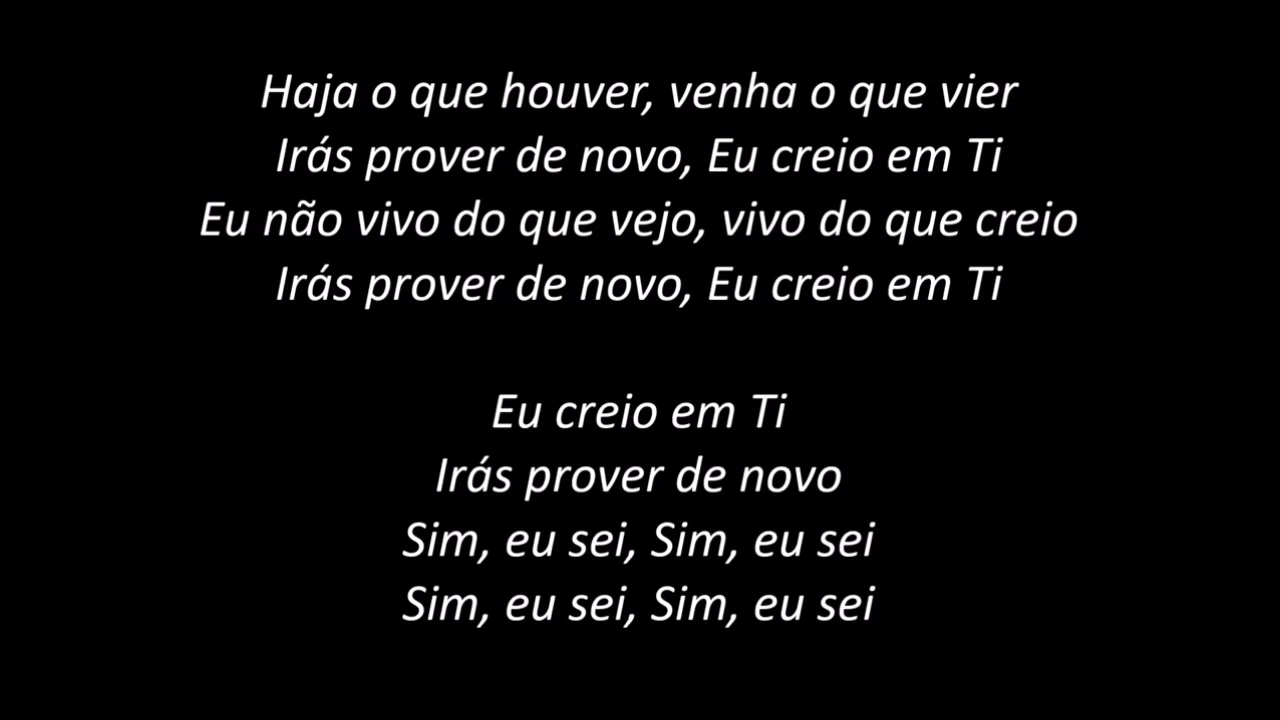 Haja o que houver, venha o que vier
Irás prover de novo, Eu creio em Ti
Eu não vivo do que vejo, vivo do que creio
Irás prover de novo, Eu creio em Ti
Eu creio em Ti
Irás prover de novo
Sim, eu sei, Sim, eu sei
Sim, eu sei, Sim, eu sei